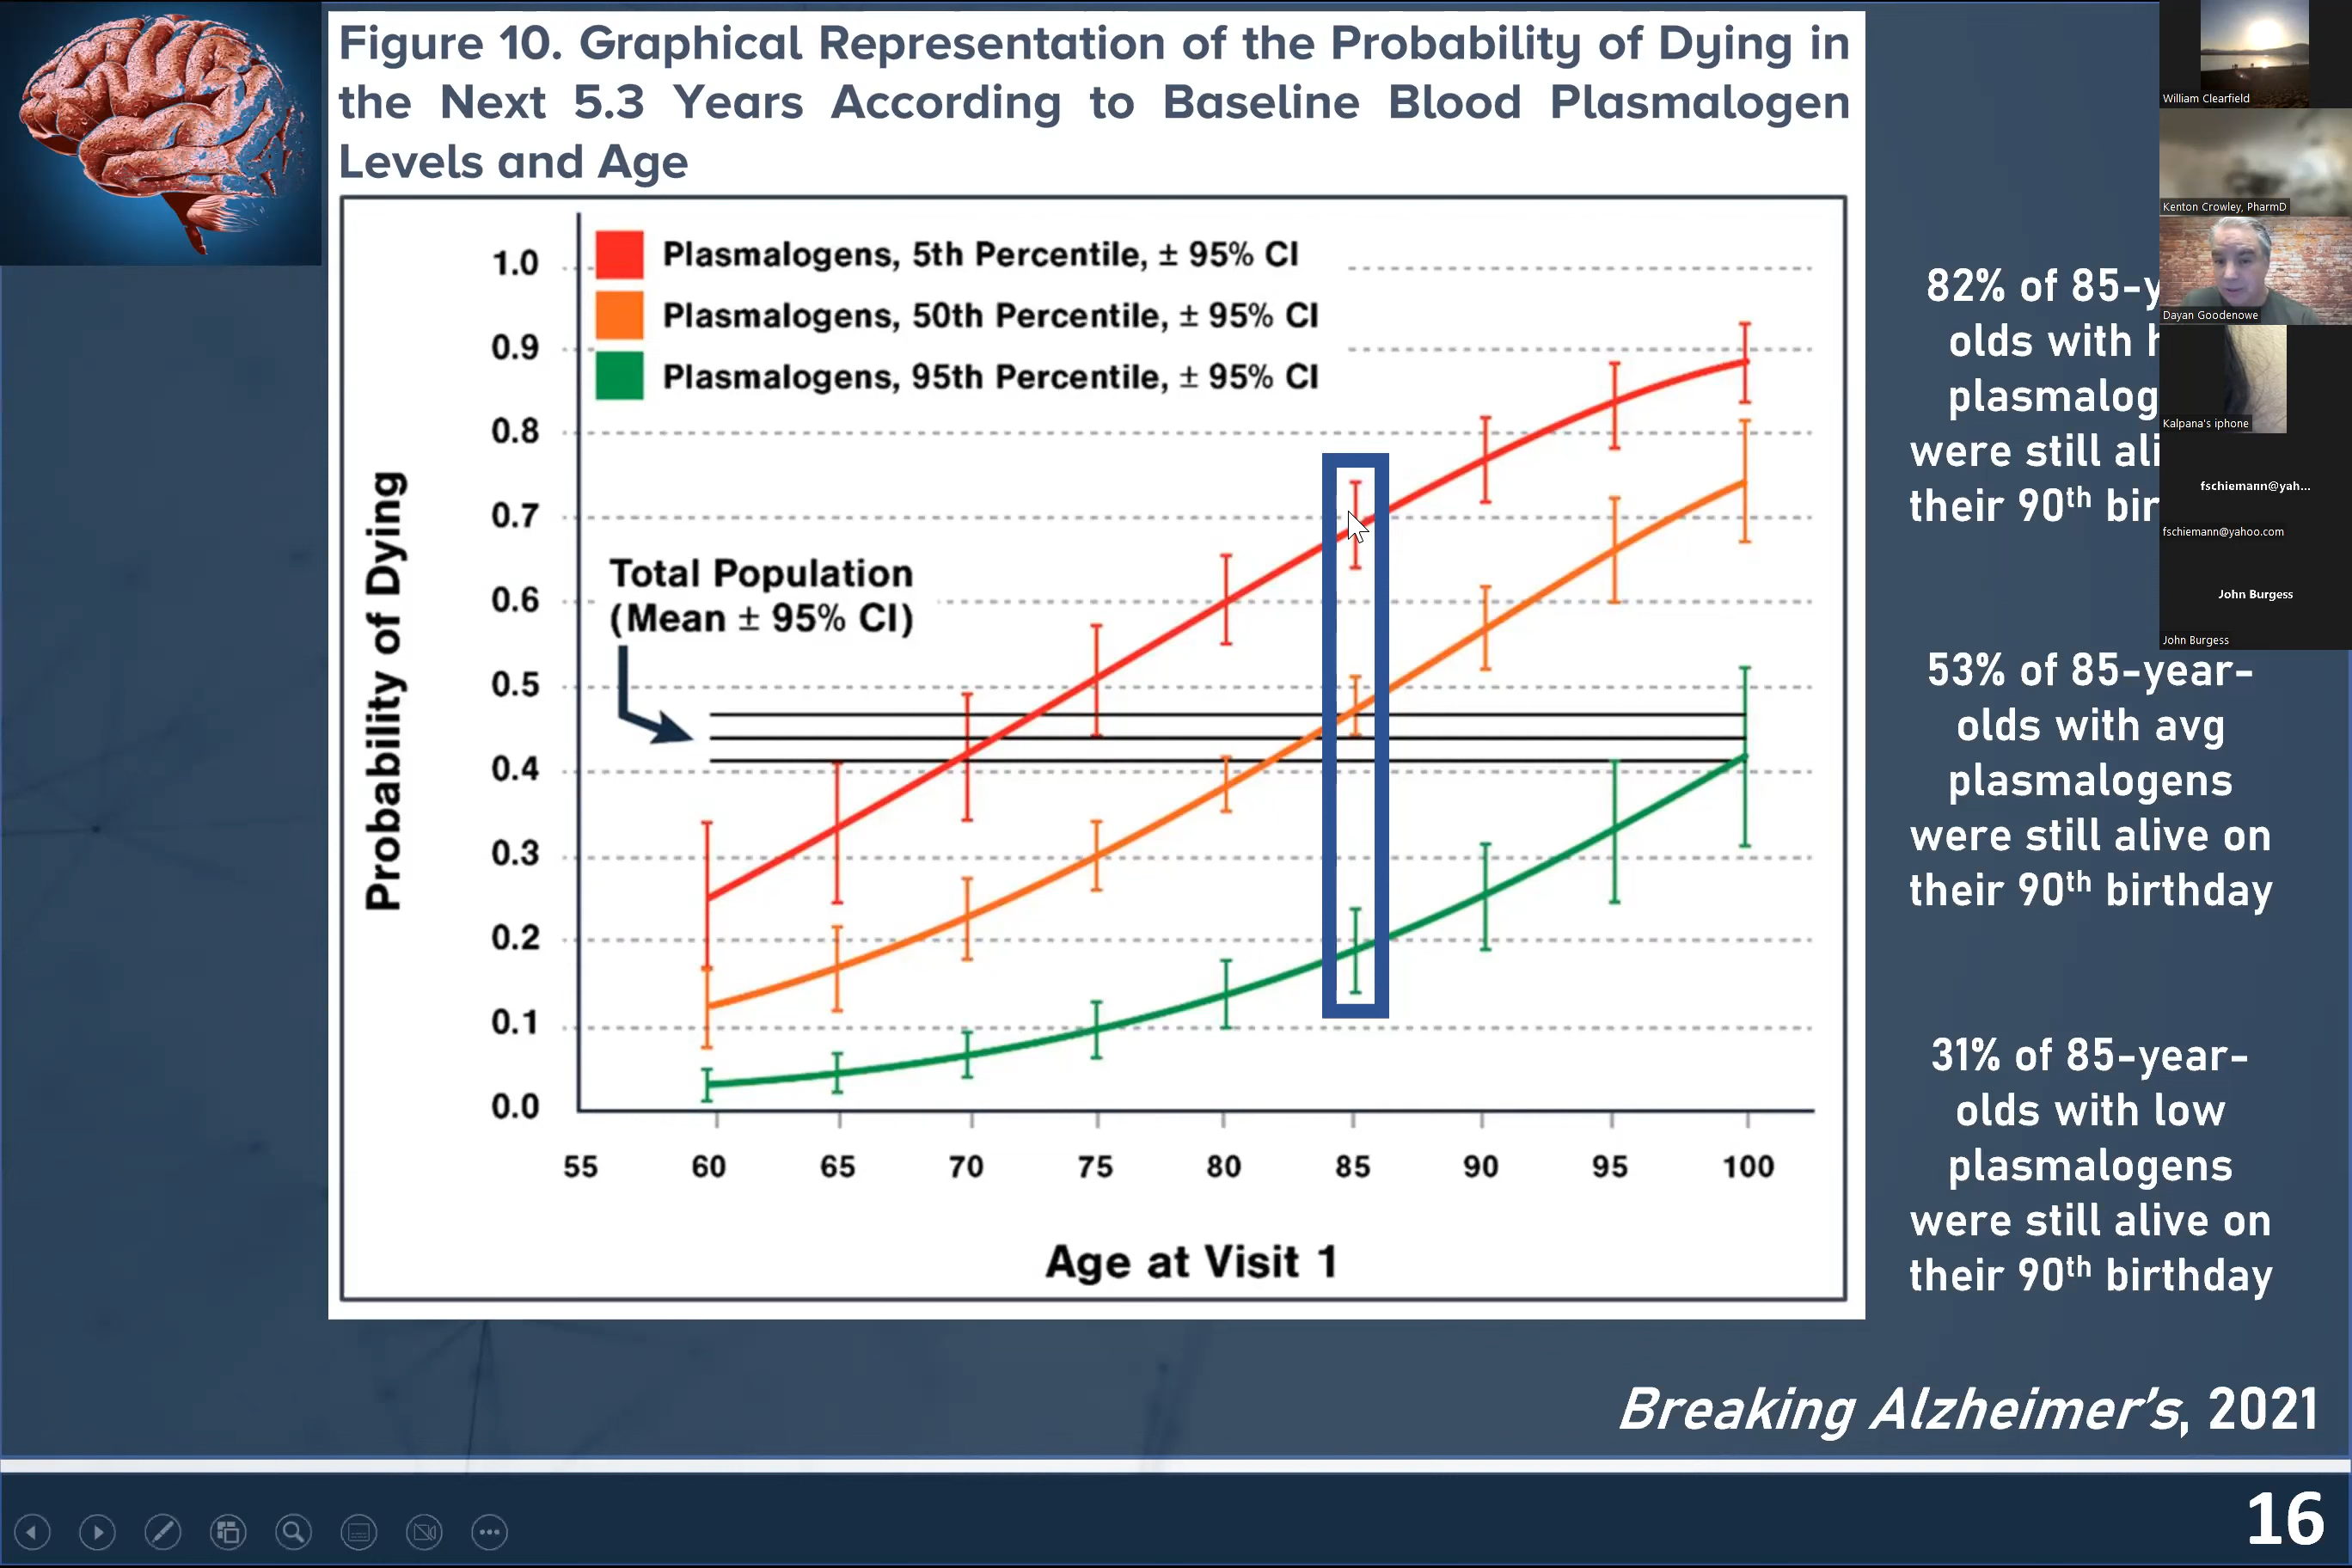 Figure 10. Graphical Representation of the Probability of Dying in
the Next 5.3 Years According to Baseline Blood Plasmalogen
Levels and Age
Plasmalogens, 5th Percentile, ± 95% CI
Plasmalogens, 50th Percentile, ± 95% CI
Plasmalogens, 95th Percentile, ± 95% CI
Total Population
(Mean ± 95% CI)
Probability of Dying
1.0
0.9
0.8
0.7
0.6
0.5
0.4
0.3
0.2
0.1
0.0
55 60 65 70 75 80 85 90 95 100
Age at Visit 1
82% of 85-y
olds with
plasmalog
were still ali
their 90th bir
53% of 85-year-
olds with avg
plasmalogens
were still alive on
their 90th birthday
31% of 85-year-
olds with low
plasmalogens
were still alive on
their 90th birthday
Breaking Alzheimer's, 2021
16
William Clearfield
Kenton Crowley, PharmD
Dayan Goodenowe
Kalpana's iphone
fschiemann@yah...
fschiemann@yahoo.com
John Burgess
John Burgess